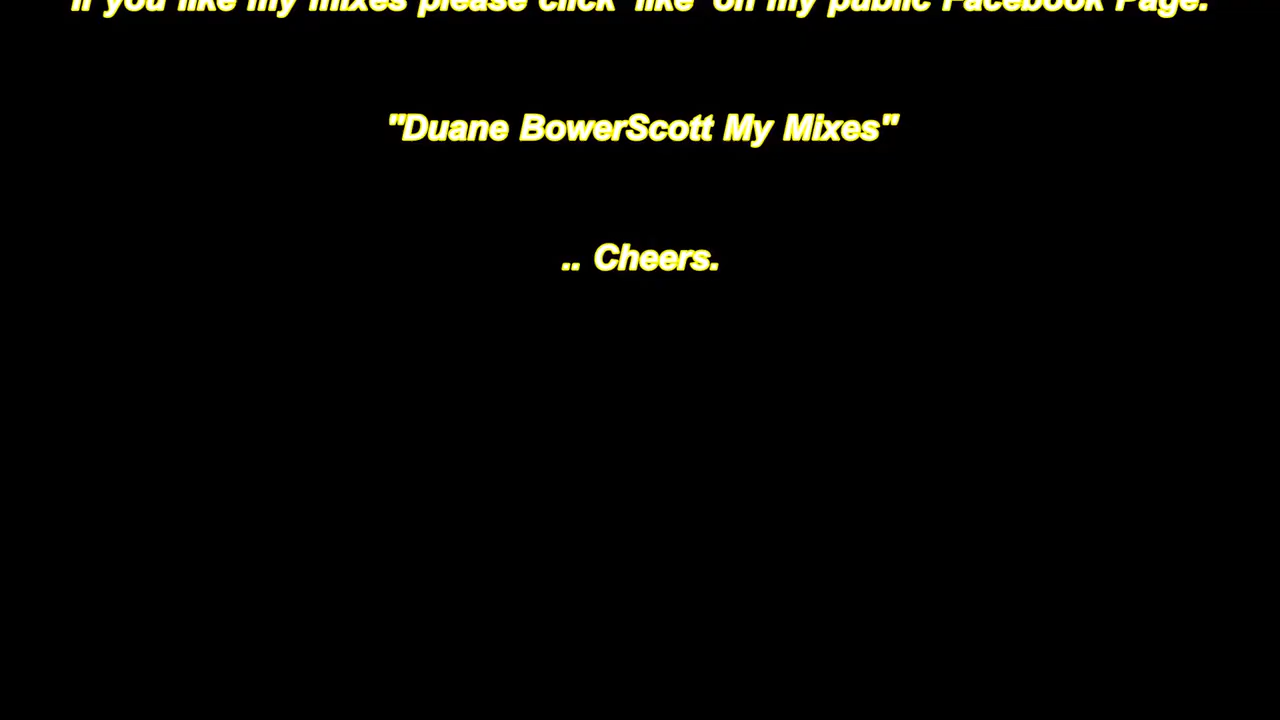 If you like my mixes please click 'like' on my public Facebook Page.
"Duane BowerScott My Mixes"
.. Cheers.